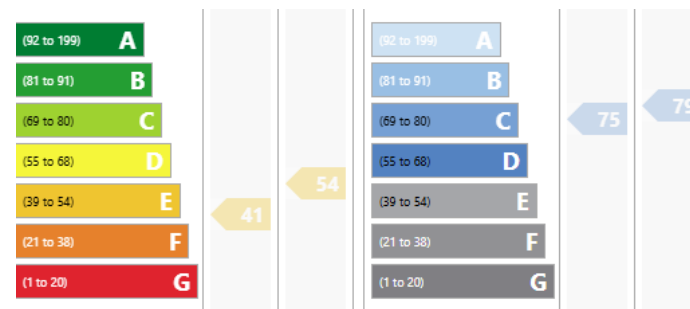 (92 to 199) A
(81 to 91) B
(69 to 80) C
(55 to 68) D
(39 to 54) E
(21 to 38) F
(1 to 20) G
41
54
(92 to 199) A
(81 to 91) B
(69 to 80) C
(55 to 68) D
(39 to 54) E
(21 to 38) F
(1 to 20) G
75
79